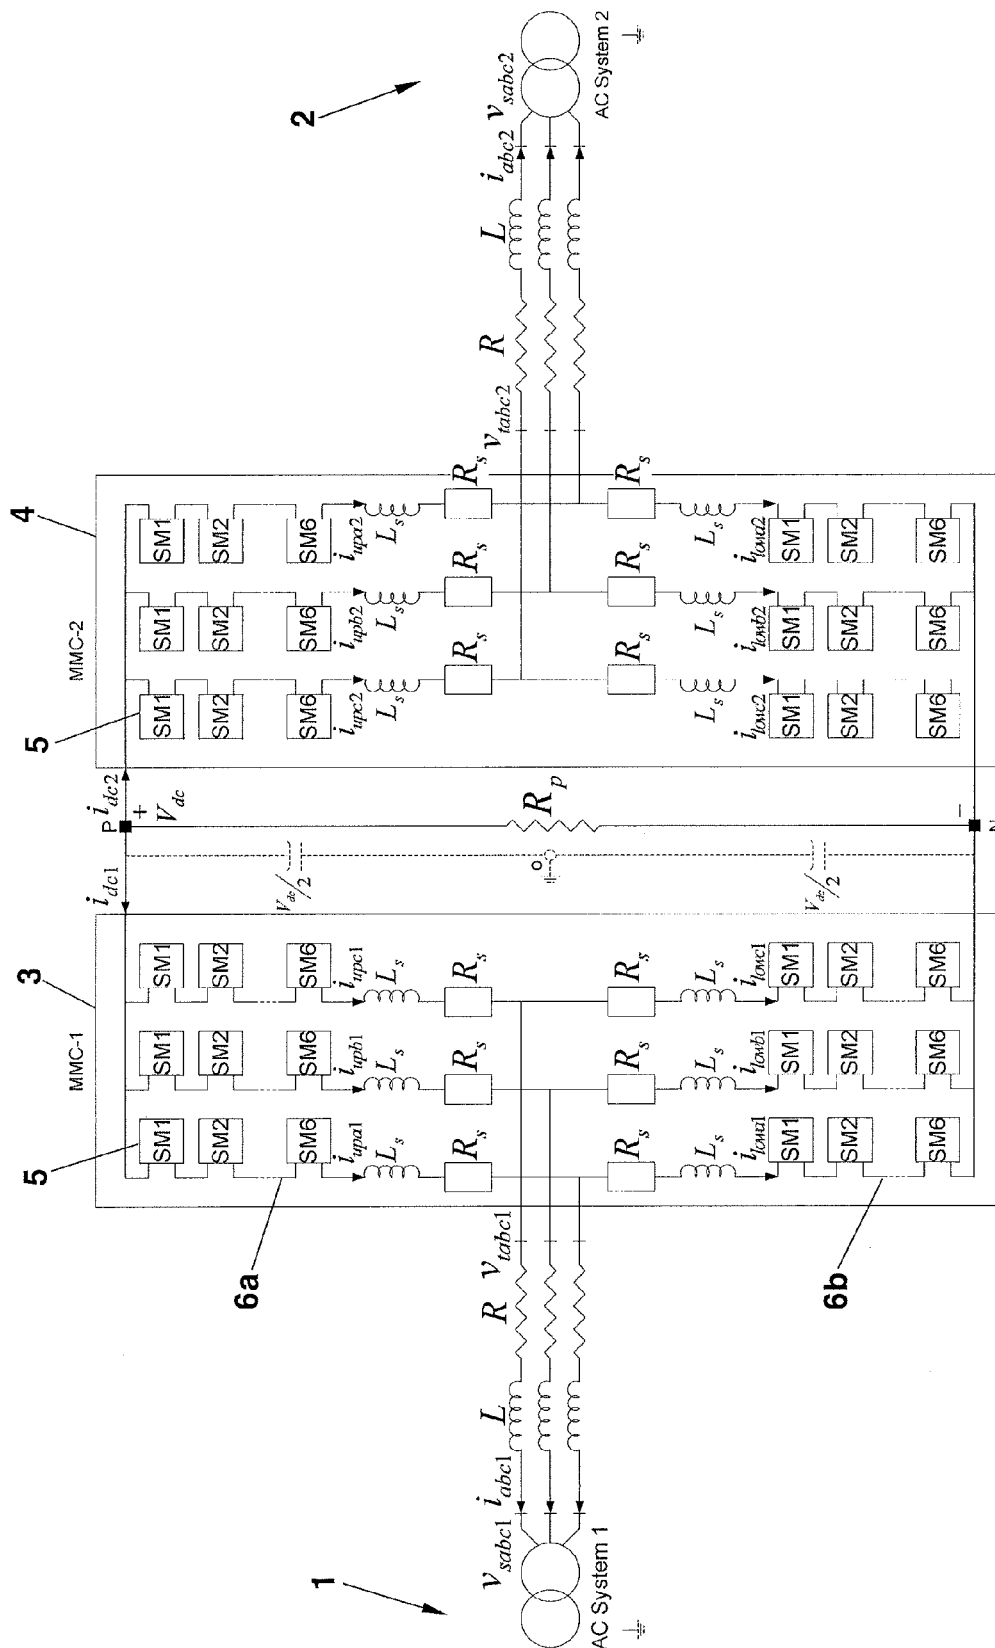 1
2
3
4
5
5
6a
6b
MMC-1
MMC-2
i_dc1
P
i_dc2
+
V_dc
SM1 SM1 SM1
SM2 SM2 SM2
SM6 SM6 SM6
i_upa1 i_upb1 i_upc1
L_s L_s L_s
R_s R_s R_s
R_s R_s R_s
L_s L_s L_s
i_lowa1 i_lowb1 i_lowc1
SM1 SM1 SM1
SM2 SM2 SM2
SM6 SM6 SM6
V_dc/2
o
V_dc/2
R_p
−
N
SM1 SM1 SM1
SM2 SM2 SM2
SM6 SM6 SM6
i_upc2 i_upb2 i_upa2
L_s L_s L_s
R_s R_s R_s
R_s R_s R_s
L_s L_s L_s
i_lowc2 i_lowb2 i_lowa2
SM1 SM1 SM1
SM2 SM2 SM2
SM6 SM6 SM6
v_sabc1
i_abc1
L
R
v_tabc1
AC System 1
v_tabc2
R
L
i_abc2
v_sabc2
AC System 2